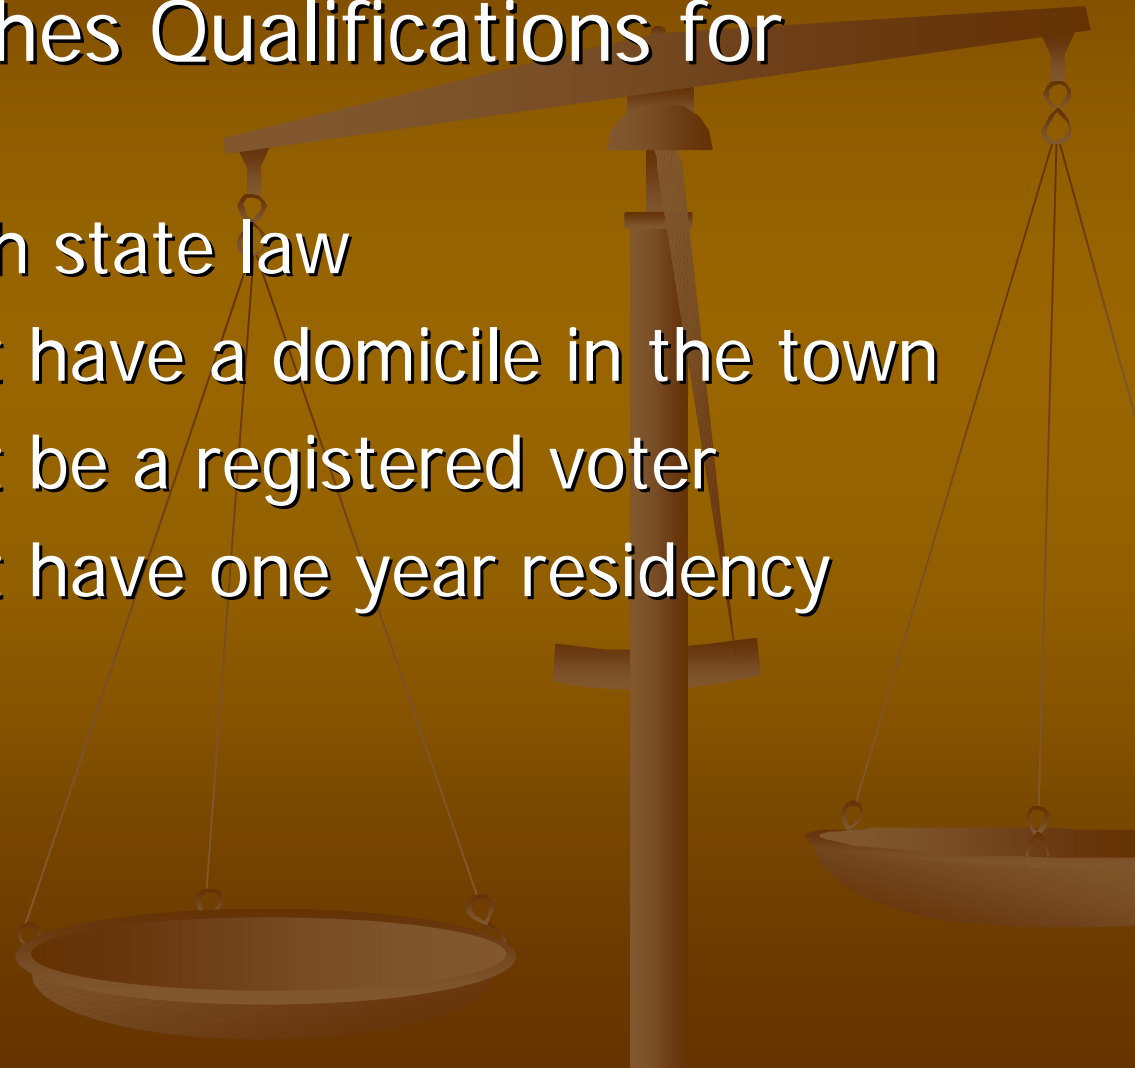 hes Qualifications for
h state law
have a domicile in the town
be a registered voter
have one year residency